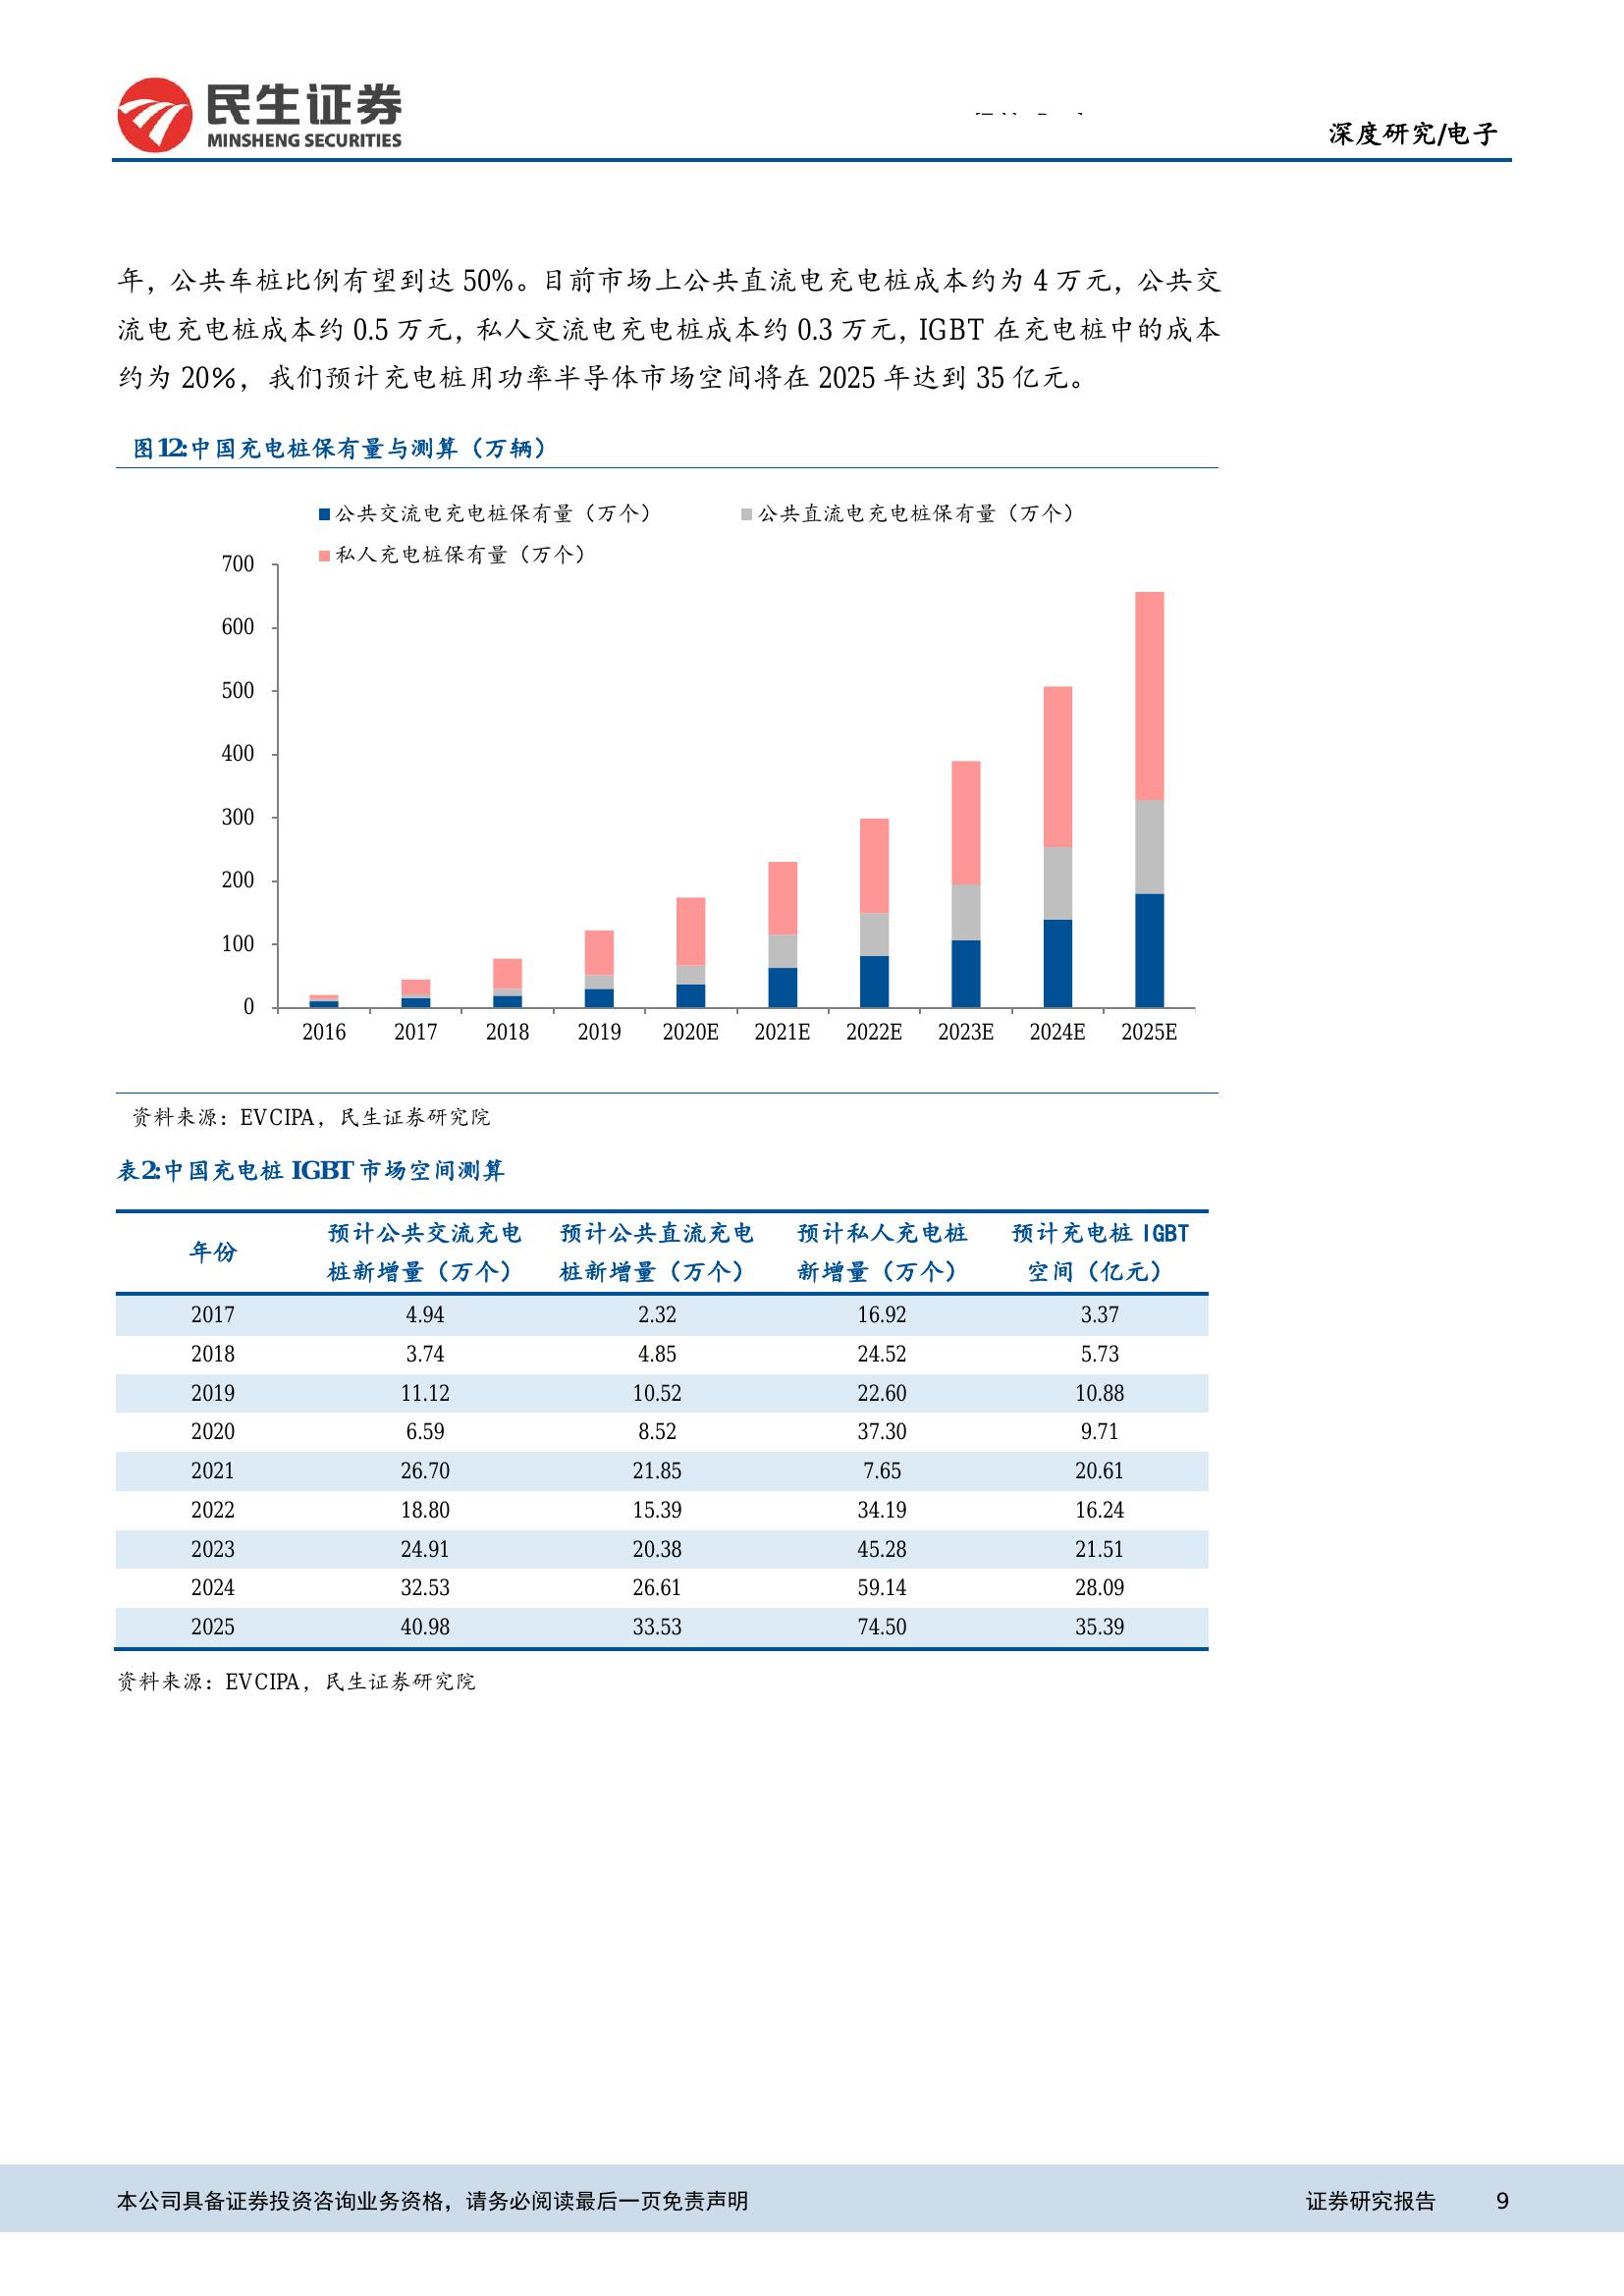 民生证券
MINSHENG SECURITIES
深度研究/电子
年，公共车桩比例有望到达 50%。目前市场上公共直流电充电桩成本约为 4 万元，公共交
流电充电桩成本约 0.5 万元，私人交流电充电桩成本约 0.3 万元，IGBT 在充电桩中的成本
约为 20%，我们预计充电桩用功率半导体市场空间将在 2025 年达到 35 亿元。
图12:中国充电桩保有量与测算（万辆）
公共交流电充电桩保有量（万个） 公共直流电充电桩保有量（万个）
私人充电桩保有量（万个）
700
600
500
400
300
200
100
0
2016 2017 2018 2019 2020E 2021E 2022E 2023E 2024E 2025E
资料来源：EVCIPA，民生证券研究院
表2:中国充电桩 IGBT 市场空间测算
年份 预计公共交流充电桩新增量（万个） 预计公共直流充电桩新增量（万个） 预计私人充电桩新增量（万个） 预计充电桩 IGBT 空间（亿元）
2017 4.94 2.32 16.92 3.37
2018 3.74 4.85 24.52 5.73
2019 11.12 10.52 22.60 10.88
2020 6.59 8.52 37.30 9.71
2021 26.70 21.85 7.65 20.61
2022 18.80 15.39 34.19 16.24
2023 24.91 20.38 45.28 21.51
2024 32.53 26.61 59.14 28.09
2025 40.98 33.53 74.50 35.39
资料来源：EVCIPA，民生证券研究院
本公司具备证券投资咨询业务资格，请务必阅读最后一页免责声明 证券研究报告 9